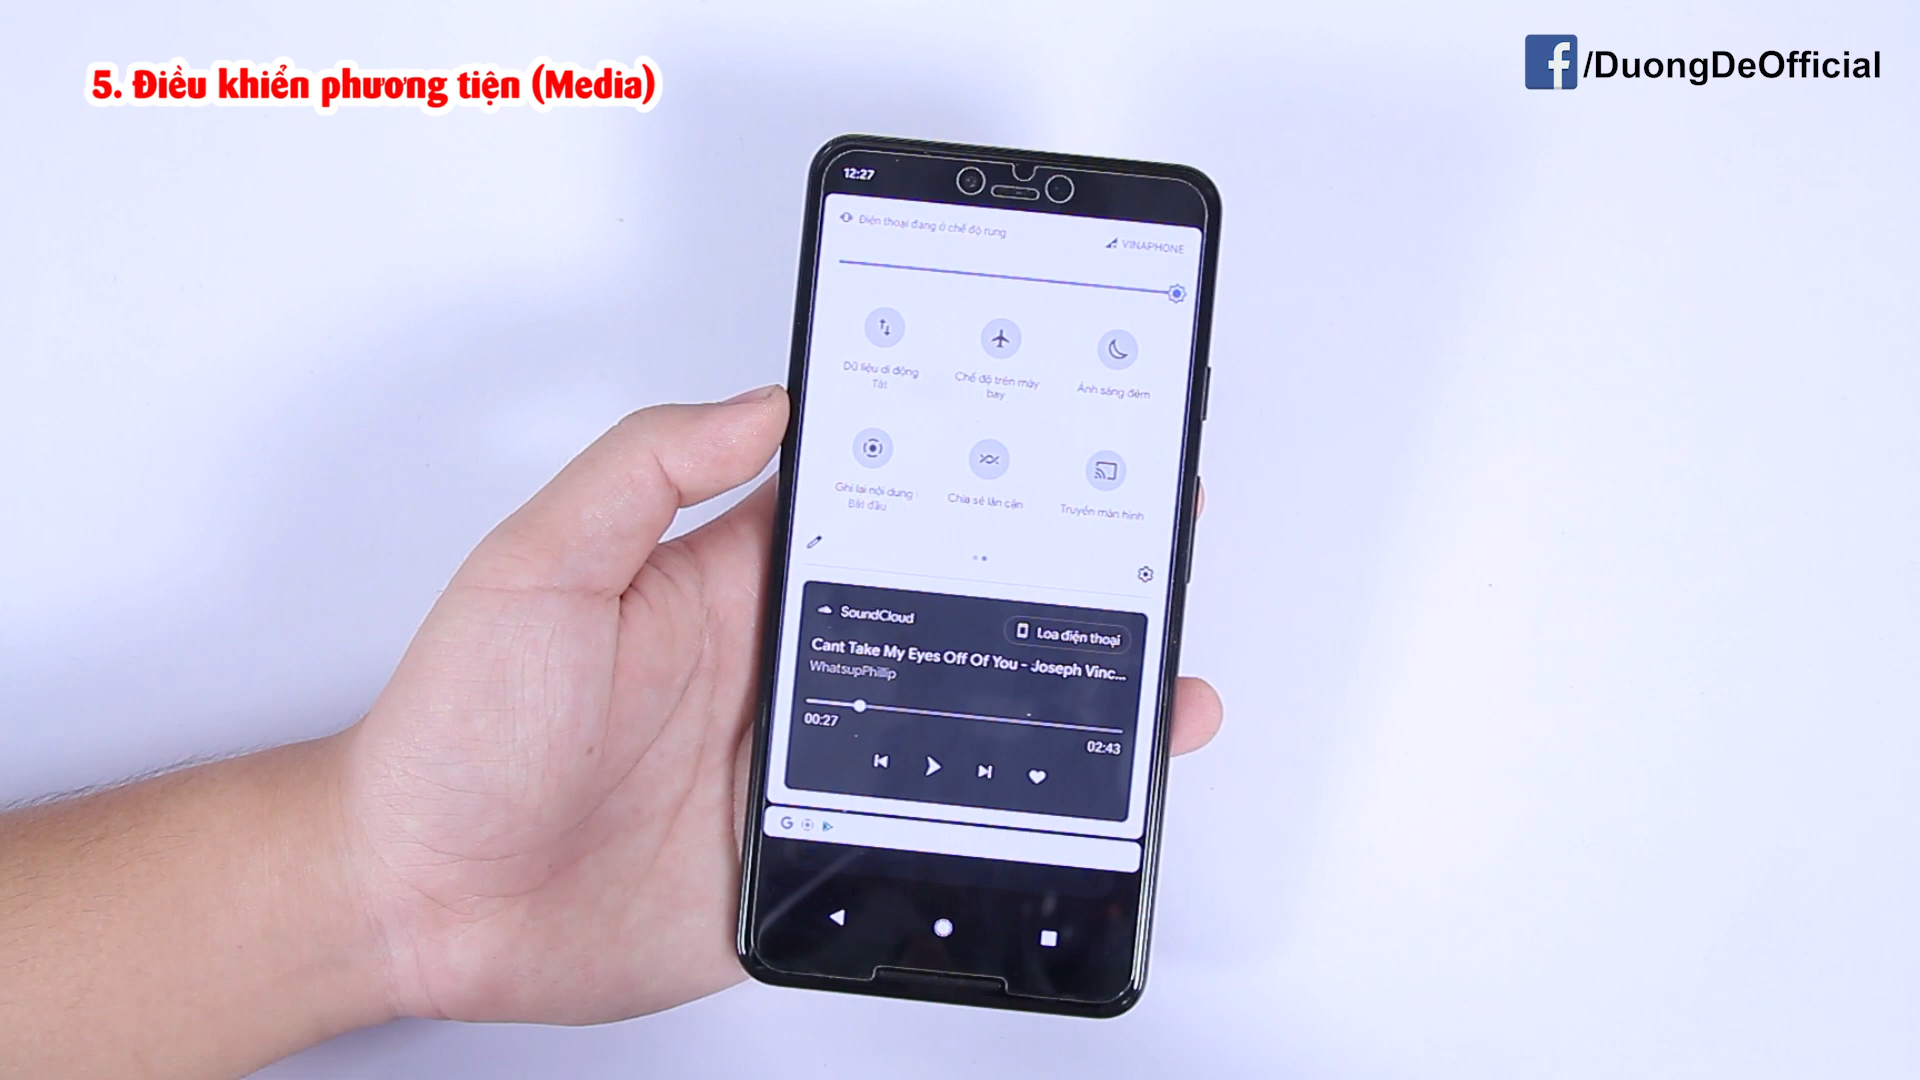 5. Điều khiển phương tiện (Media)
f/DuongDeOfficial
12:27
Điện thoại đang ở chế độ rung
VINAPHONE
Dữ liệu di động
Tắt
Chế độ trên máy
bay
Ánh sáng đêm
Ghi lại nội dung
Bắt đầu
Chia sẻ lân cận
Truyền màn hình
SoundCloud
Loa điện thoại
Cant Take My Eyes Off Of You - Joseph Vinc...
WhatsupPhillip
00:27
02:43
G